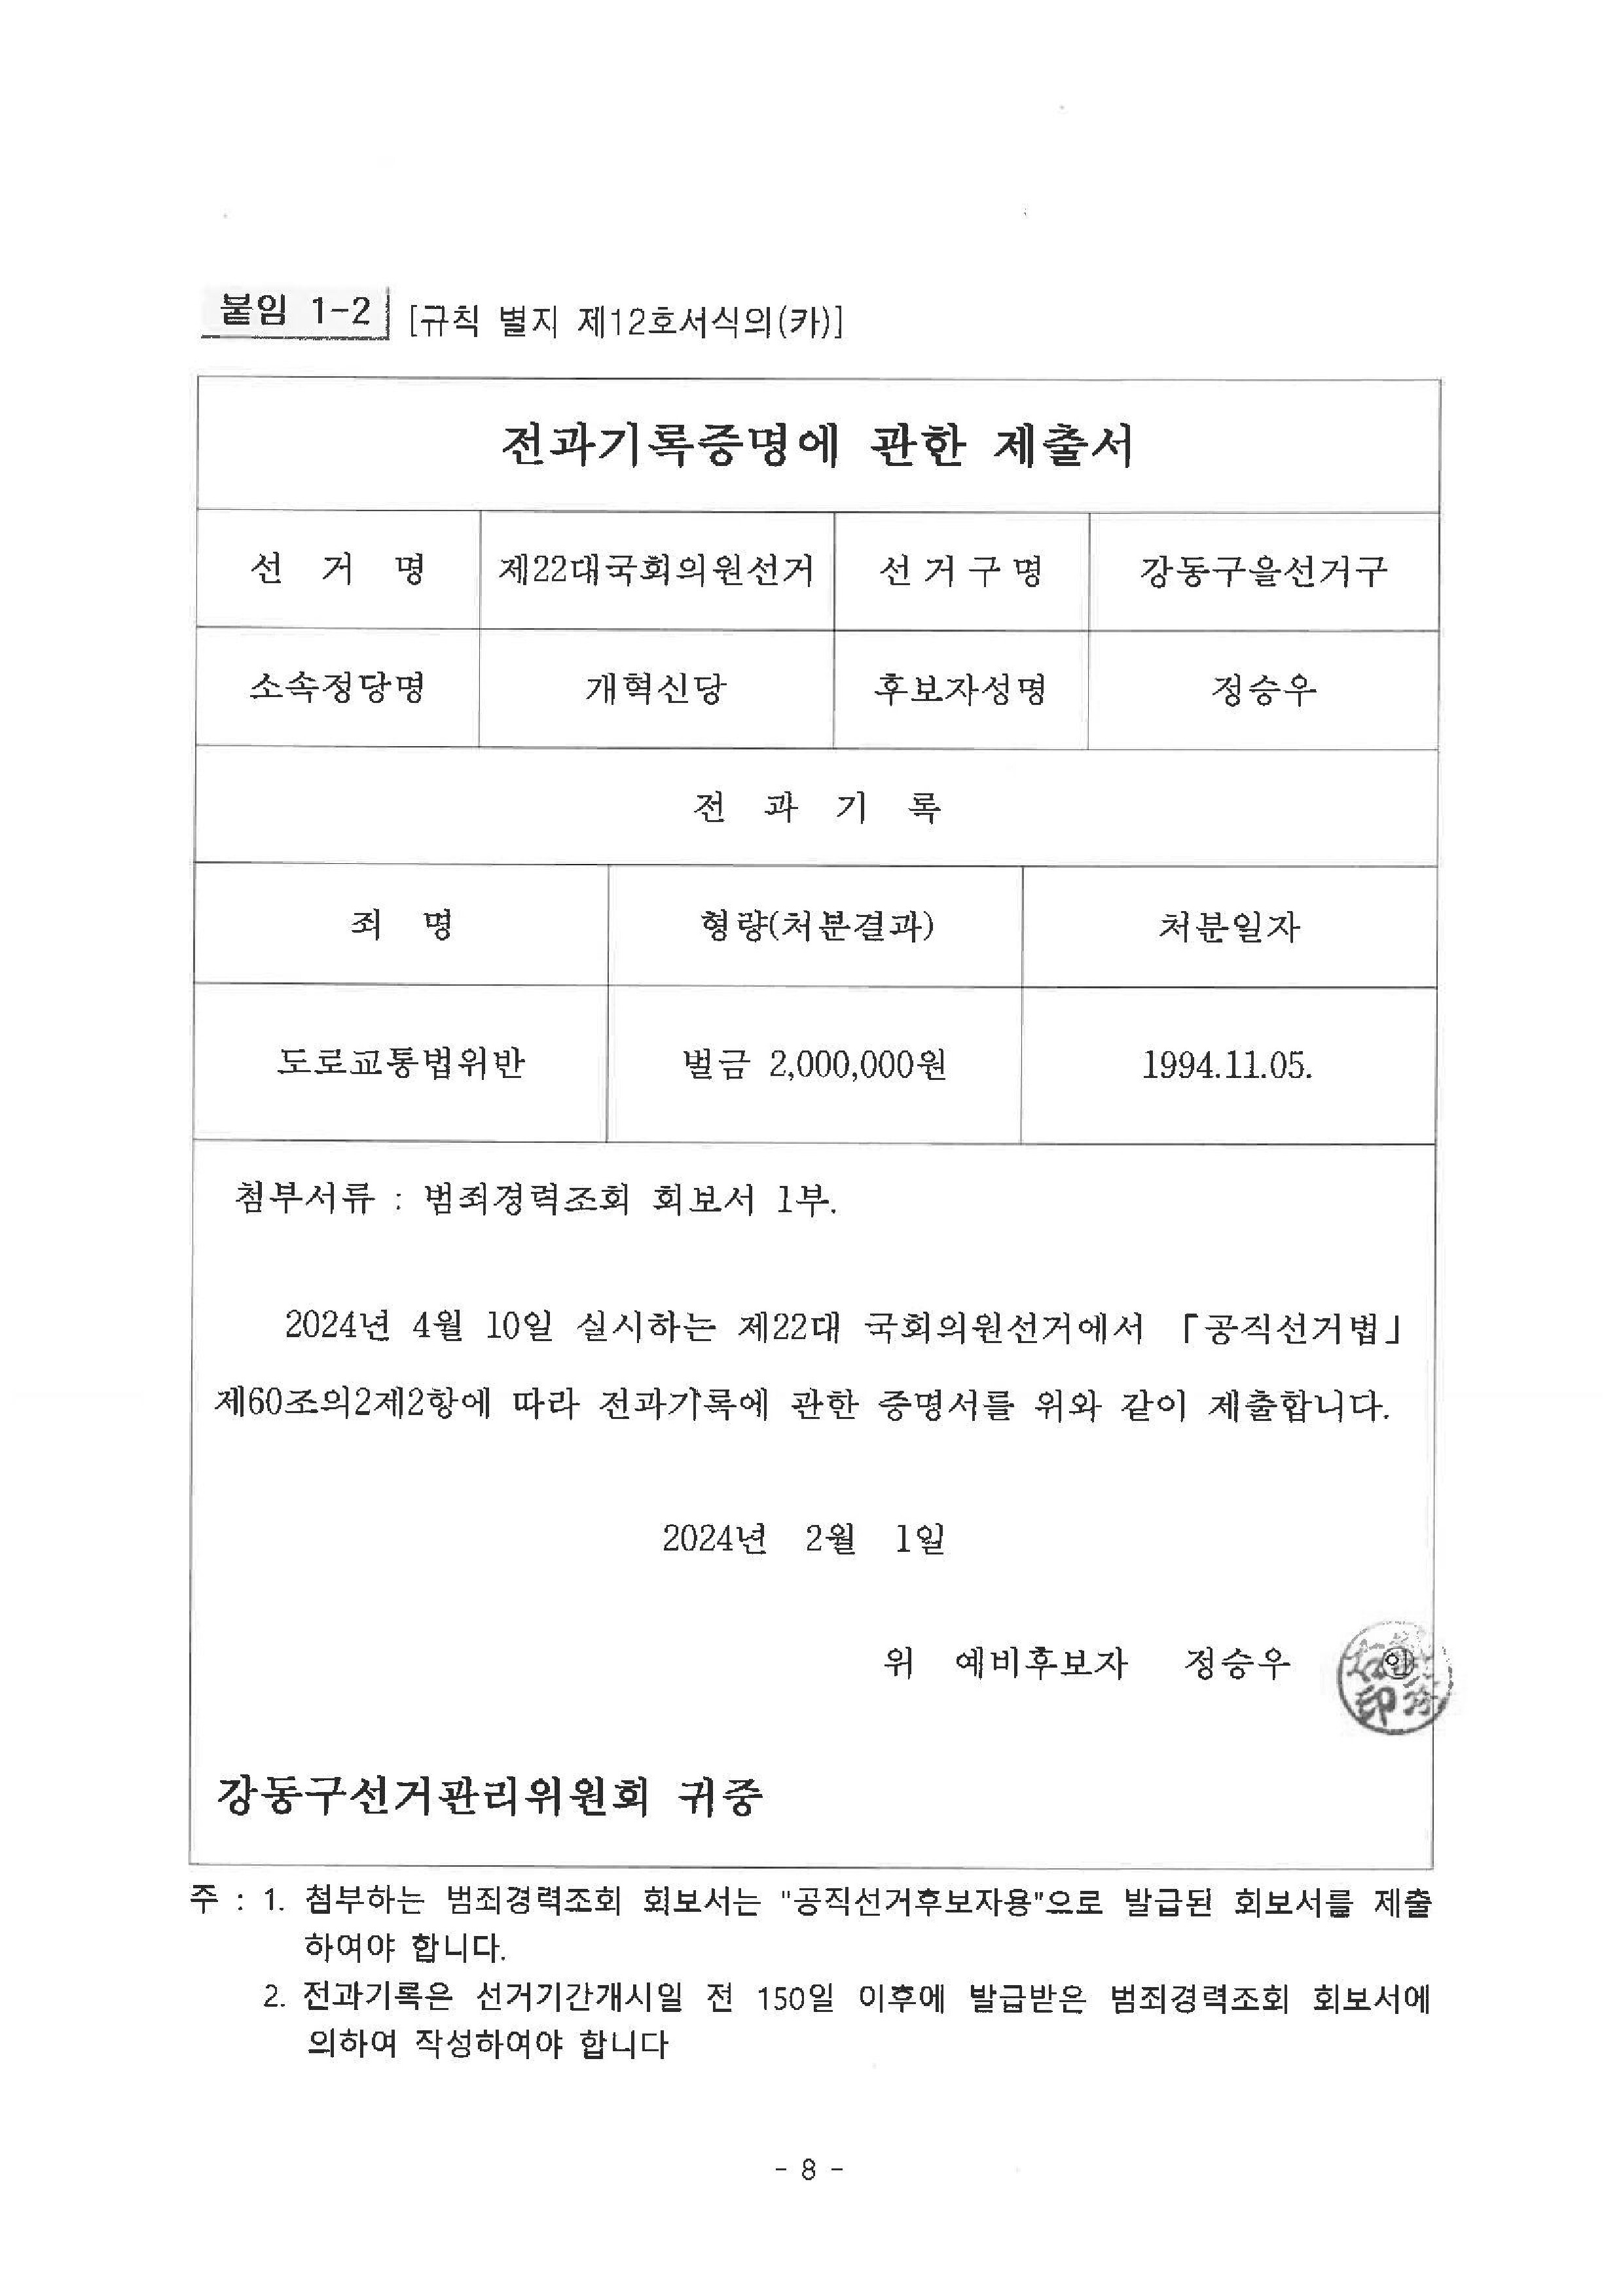 붙임 1-2 [규칙 별지 제12호서식의(카)]
전과기록증명에 관한 제출서
선 거 명 제22대국회의원선거 선거구명 강동구을선거구
소속정당명 개혁신당 후보자성명 정승우
전 과 기 록
죄 명 형량(처분결과) 처분일자
도로교통법위반 벌금 2,000,000원 1994.11.05.
첨부서류 : 범죄경력조회 회보서 1부.
2024년 4월 10일 실시하는 제22대 국회의원선거에서 「공직선거법」
제60조의2제2항에 따라 전과기록에 관한 증명서를 위와 같이 제출합니다.
2024년 2월 1일
위 예비후보자 정승우 ㊞
강동구선거관리위원회 귀중
주 : 1. 첨부하는 범죄경력조회 회보서는 "공직선거후보자용"으로 발급된 회보서를 제출
하여야 합니다.
2. 전과기록은 선거기간개시일 전 150일 이후에 발급받은 범죄경력조회 회보서에
의하여 작성하여야 합니다
- 8 -